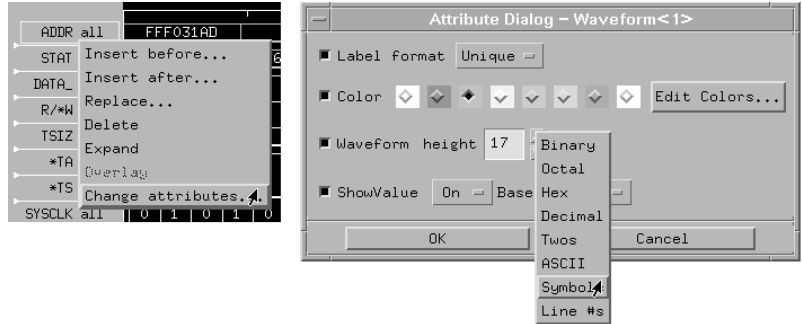 ADDR all FFF031AD
STAT Insert before... 6
DATA_ Insert after...
R/*W Replace...
Delete
TSIZ Expand
*TA Overlay
*TS Change attributes...
SYSCLK all 0 1 0 1 0
Attribute Dialog - Waveform<1>
Label format Unique
Color Edit Colors...
Waveform height 17
ShowValue On Base
OK Cancel
Binary
Octal
Hex
Decimal
Twos
ASCII
Symbols
Line #s